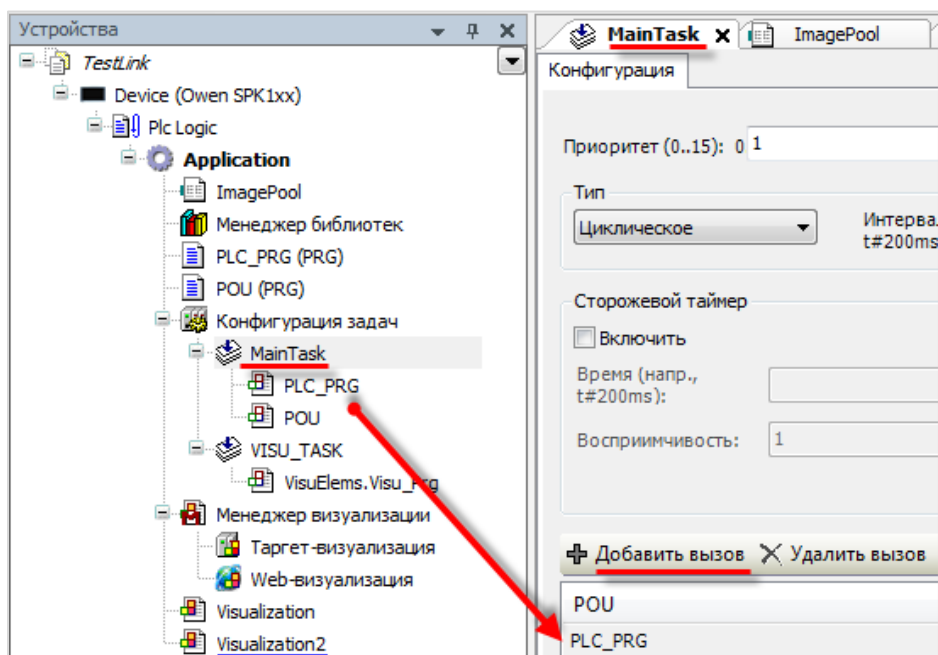 Устройства
TestLink
Device (Owen SPK1xx)
Plc Logic
Application
ImagePool
Менеджер библиотек
PLC_PRG (PRG)
POU (PRG)
Конфигурация задач
MainTask
PLC_PRG
POU
VISU_TASK
VisuElems.Visu_Prg
Менеджер визуализации
Таргет-визуализация
Web-визуализация
Visualization
Visualization2
MainTask ImagePool
Конфигурация
Приоритет (0..15): 0 1
Тип
Циклическое
Интервал
t#200ms
Сторожевой таймер
Включить
Время (напр.,
t#200ms):
Восприимчивость: 1
Добавить вызов Удалить вызов
POU
PLC_PRG